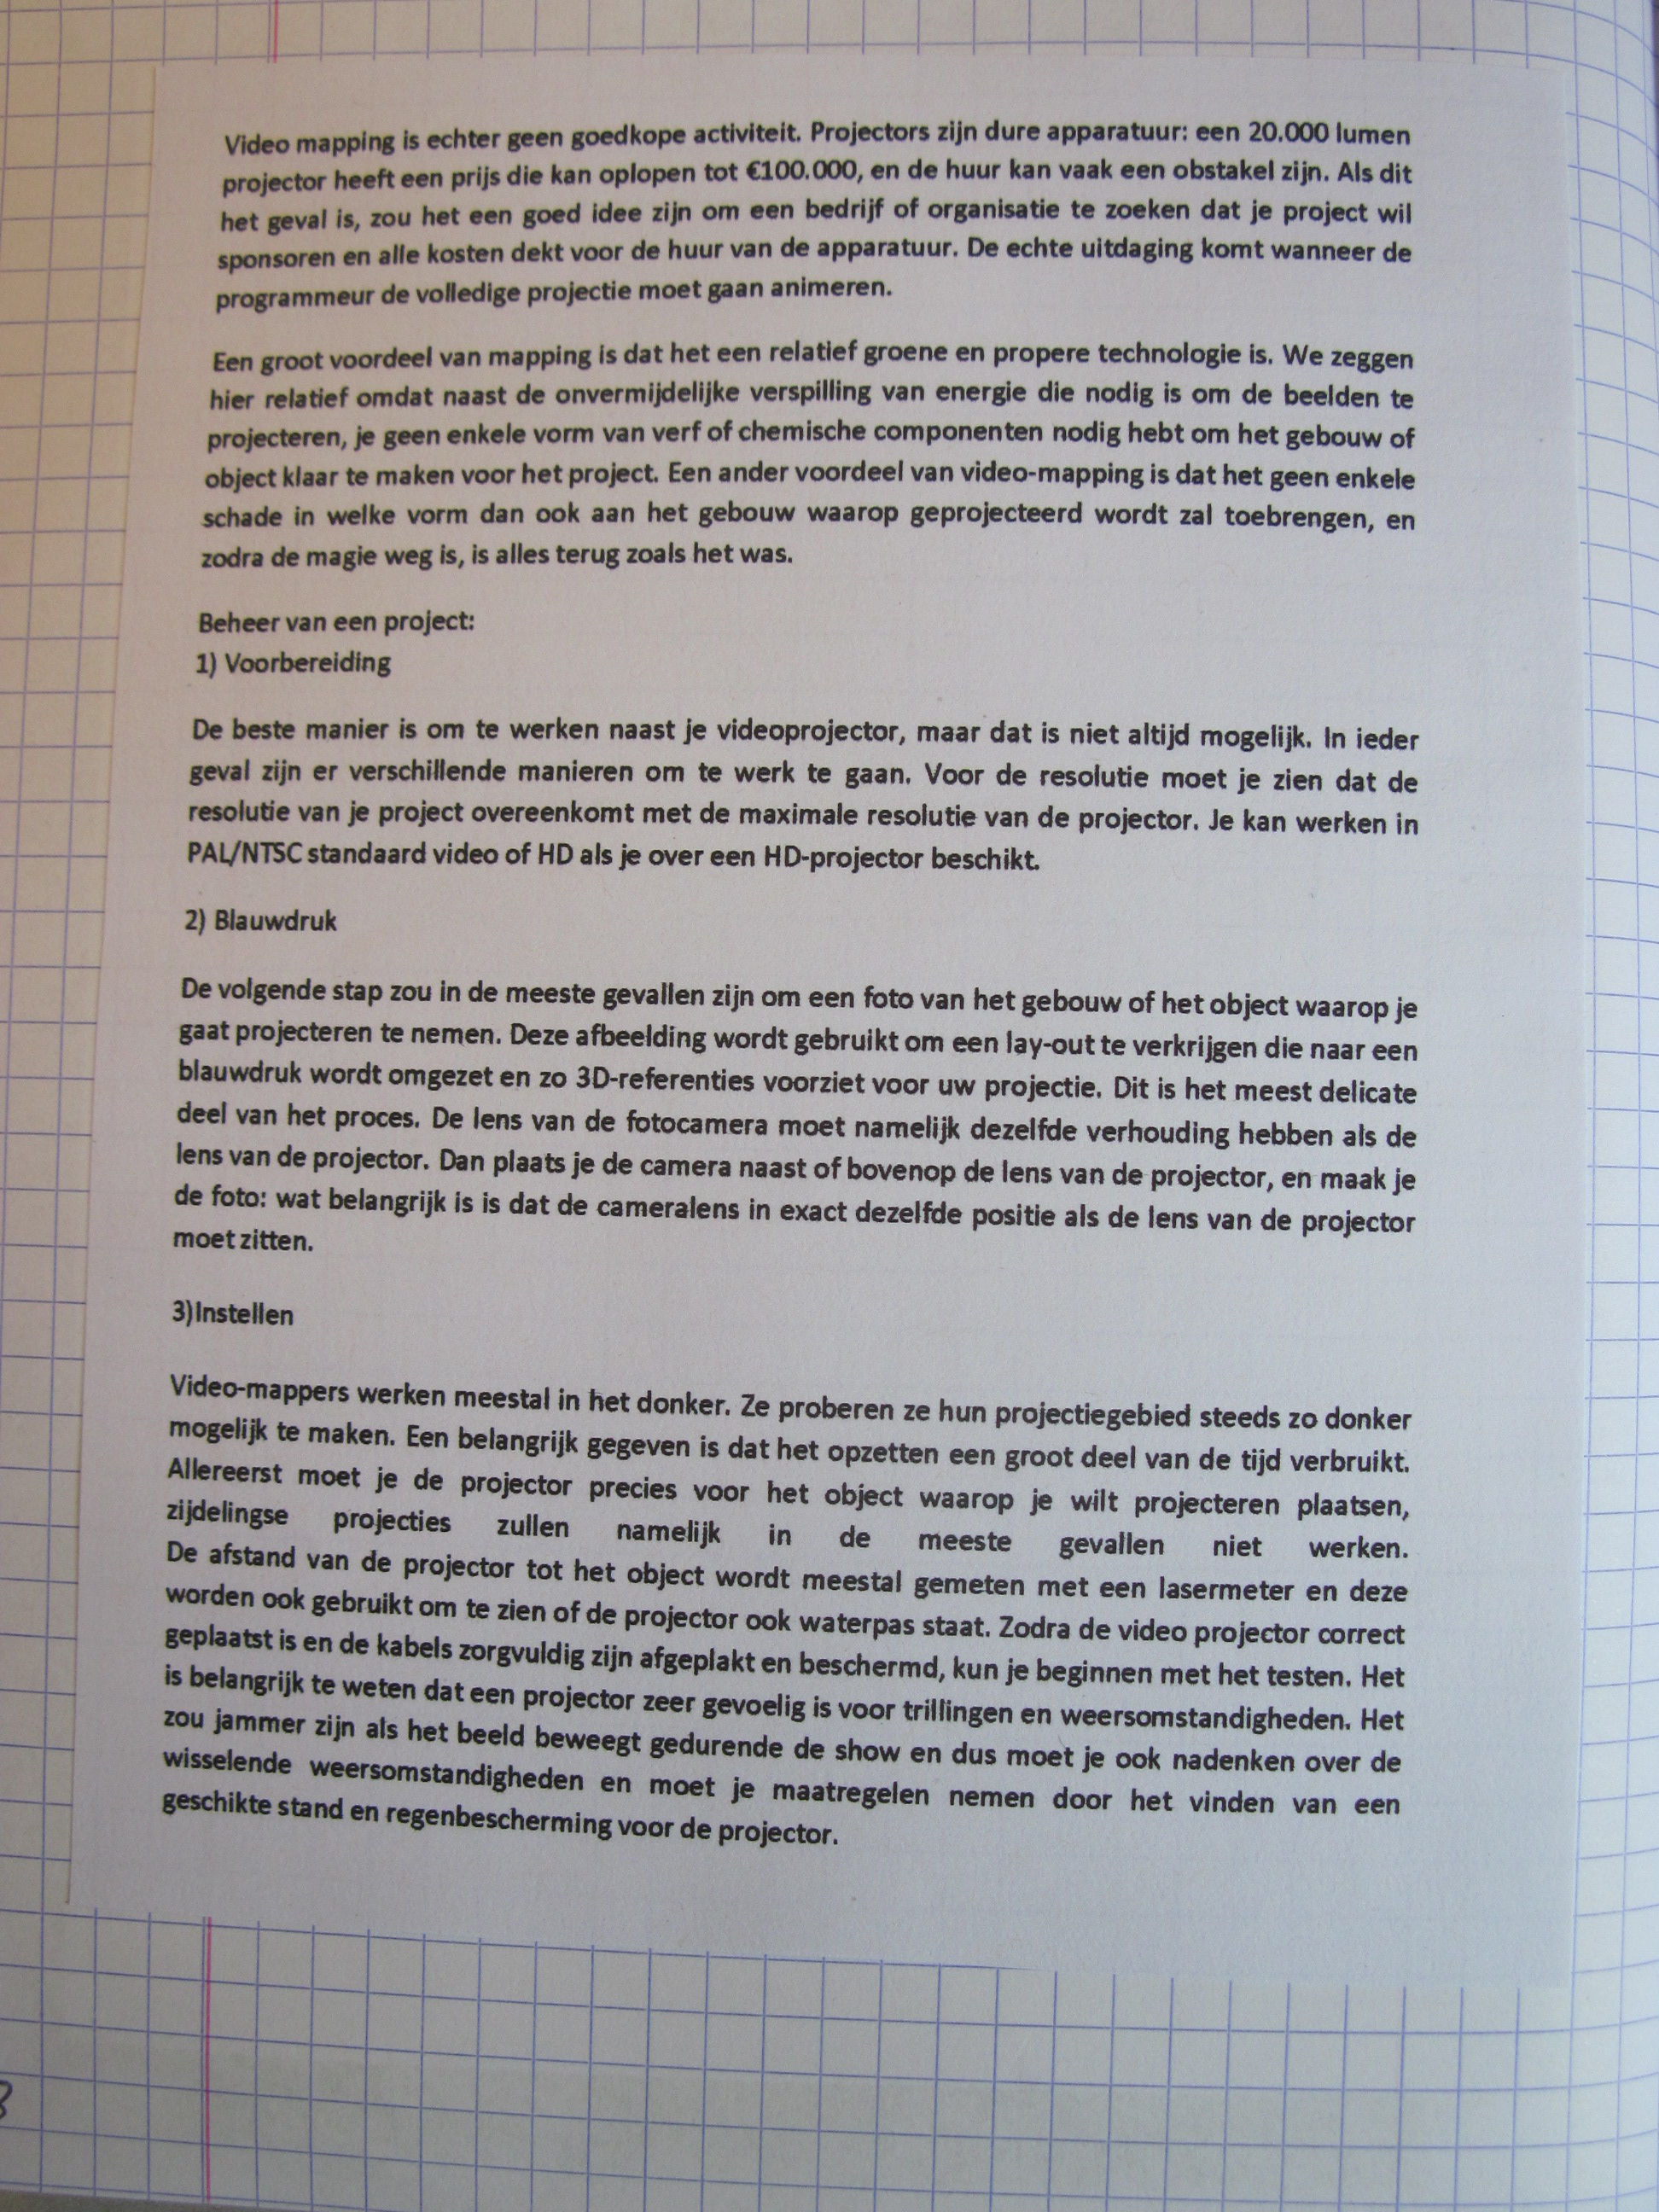 Video mapping is echter geen goedkope activiteit. Projectors zijn dure apparatuur: een 20.000 lumen
projector heeft een prijs die kan oplopen tot €100.000, en de huur kan vaak een obstakel zijn. Als dit
het geval is, zou het een goed idee zijn om een bedrijf of organisatie te zoeken dat je project wil
sponsoren en alle kosten dekt voor de huur van de apparatuur. De echte uitdaging komt wanneer de
programmeur de volledige projectie moet gaan animeren.
Een groot voordeel van mapping is dat het een relatief groene en propere technologie is. We zeggen
hier relatief omdat naast de onvermijdelijke verspilling van energie die nodig is om de beelden te
projecteren, je geen enkele vorm van verf of chemische componenten nodig hebt om het gebouw of
object klaar te maken voor het project. Een ander voordeel van video-mapping is dat het geen enkele
schade in welke vorm dan ook aan het gebouw waarop geprojecteerd wordt zal toebrengen, en
zodra de magie weg is, is alles terug zoals het was.
Beheer van een project:
1) Voorbereiding
De beste manier is om te werken naast je videoprojector, maar dat is niet altijd mogelijk. In ieder
geval zijn er verschillende manieren om te werk te gaan. Voor de resolutie moet je zien dat de
resolutie van je project overeenkomt met de maximale resolutie van de projector. Je kan werken in
PAL/NTSC standaard video of HD als je over een HD-projector beschikt.
2) Blauwdruk
De volgende stap zou in de meeste gevallen zijn om een foto van het gebouw of het object waarop je
gaat projecteren te nemen. Deze afbeelding wordt gebruikt om een lay-out te verkrijgen die naar een
blauwdruk wordt omgezet en zo 3D-referenties voorziet voor uw projectie. Dit is het meest delicate
deel van het proces. De lens van de fotocamera moet namelijk dezelfde verhouding hebben als de
lens van de projector. Dan plaats je de camera naast of bovenop de lens van de projector, en maak je
de foto: wat belangrijk is is dat de cameralens in exact dezelfde positie als de lens van de projector
moet zitten.
3)Instellen
Video-mappers werken meestal in het donker. Ze proberen ze hun projectiegebied steeds zo donker
mogelijk te maken. Een belangrijk gegeven is dat het opzetten een groot deel van de tijd verbruikt.
Allereerst moet je de projector precies voor het object waarop je wilt projecteren plaatsen,
zijdelingse projecties zullen namelijk in de meeste gevallen niet werken.
De afstand van de projector tot het object wordt meestal gemeten met een lasermeter en deze
worden ook gebruikt om te zien of de projector ook waterpas staat. Zodra de video projector correct
geplaatst is en de kabels zorgvuldig zijn afgeplakt en beschermd, kun je beginnen met het testen. Het
is belangrijk te weten dat een projector zeer gevoelig is voor trillingen en weersomstandigheden. Het
zou jammer zijn als het beeld beweegt gedurende de show en dus moet je ook nadenken over de
wisselende weersomstandigheden en moet je maatregelen nemen door het vinden van een
geschikte stand en regenbescherming voor de projector.